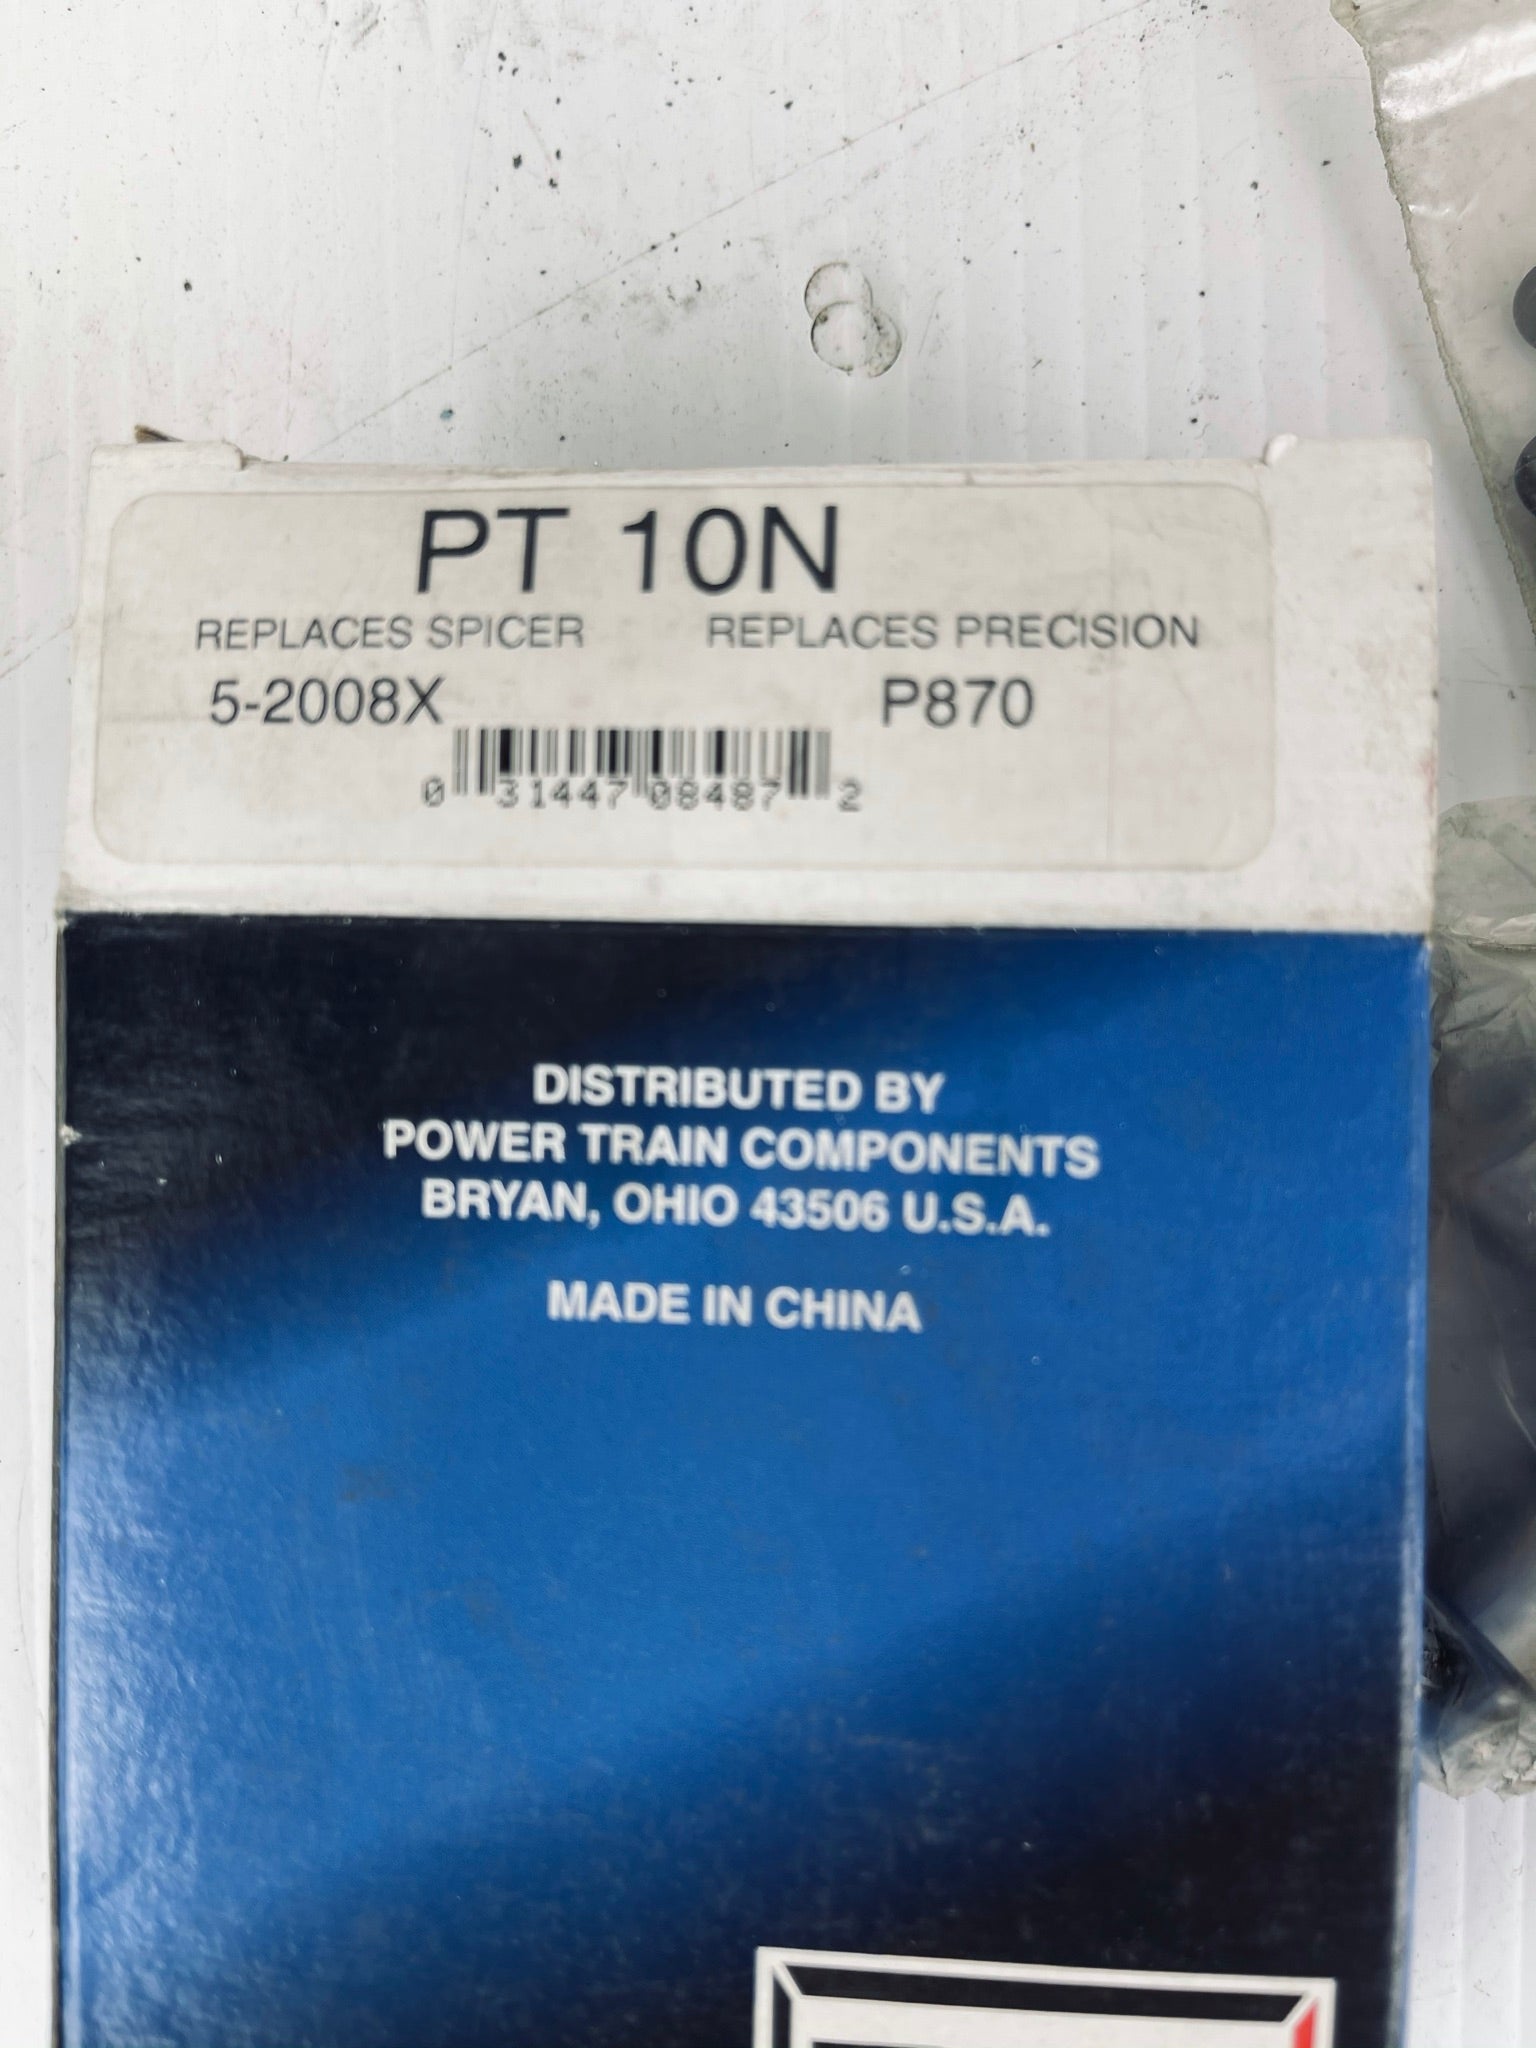 PT 10N
REPLACES SPICER REPLACES PRECISION
5-2008X P870
0 31447 08487 2
DISTRIBUTED BY
POWER TRAIN COMPONENTS
BRYAN, OHIO 43506 U.S.A.
MADE IN CHINA